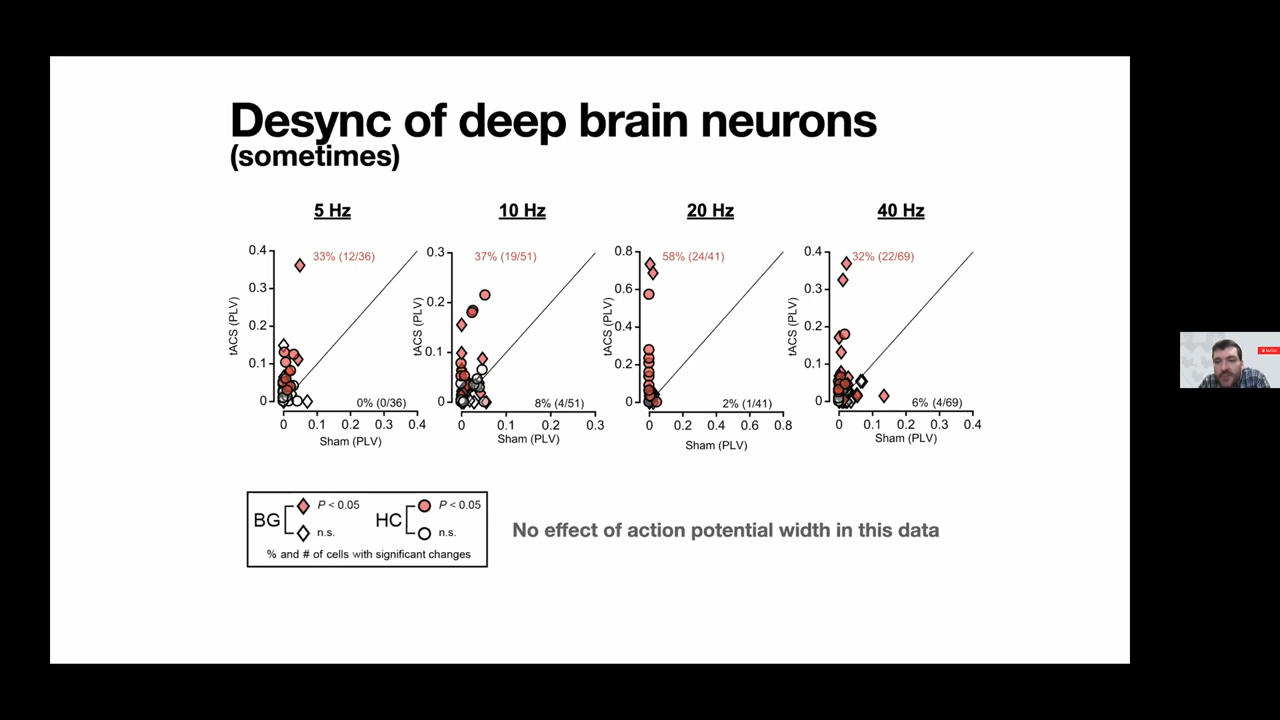 Desync of deep brain neurons
(sometimes)
5 Hz
10 Hz
20 Hz
40 Hz
33% (12/36)
0.4
0.3
0.2
0.1
0
tACS (PLV)
0% (0/36)
0 0.1 0.2 0.3 0.4
Sham (PLV)
37% (19/51)
0.3
0.2
0.1
0
tACS (PLV)
8% (4/51)
0 0.1 0.2 0.3
Sham (PLV)
58% (24/41)
0.8
0.6
0.4
0.2
0
tACS (PLV)
2% (1/41)
0 0.2 0.4 0.6 0.8
Sham (PLV)
32% (22/69)
0.4
0.3
0.2
0.1
0
tACS (PLV)
6% (4/69)
0 0.1 0.2 0.3 0.4
Sham (PLV)
BG
P < 0.05
n.s.
HC
P < 0.05
n.s.
% and # of cells with significant changes
No effect of action potential width in this data